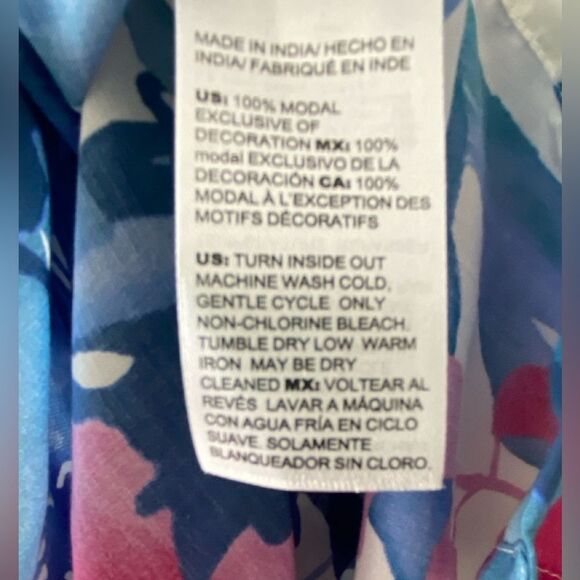 MADE IN INDIA/ HECHO EN
INDIA/ FABRIQUÉ EN INDE
US: 100% MODAL
EXCLUSIVE OF
DECORATION MX: 100%
modal EXCLUSIVO DE LA
DECORACIÓN CA: 100%
MODAL À L'EXCEPTION DES
MOTIFS DÉCORATIFS
US: TURN INSIDE OUT
MACHINE WASH COLD,
GENTLE CYCLE ONLY
NON-CHLORINE BLEACH.
TUMBLE DRY LOW WARM
IRON MAY BE DRY
CLEANED MX: VOLTEAR AL
REVÉS LAVAR A MÁQUINA
CON AGUA FRÍA EN CICLO
SUAVE. SOLAMENTE
BLANQUEADOR SIN CLORO.